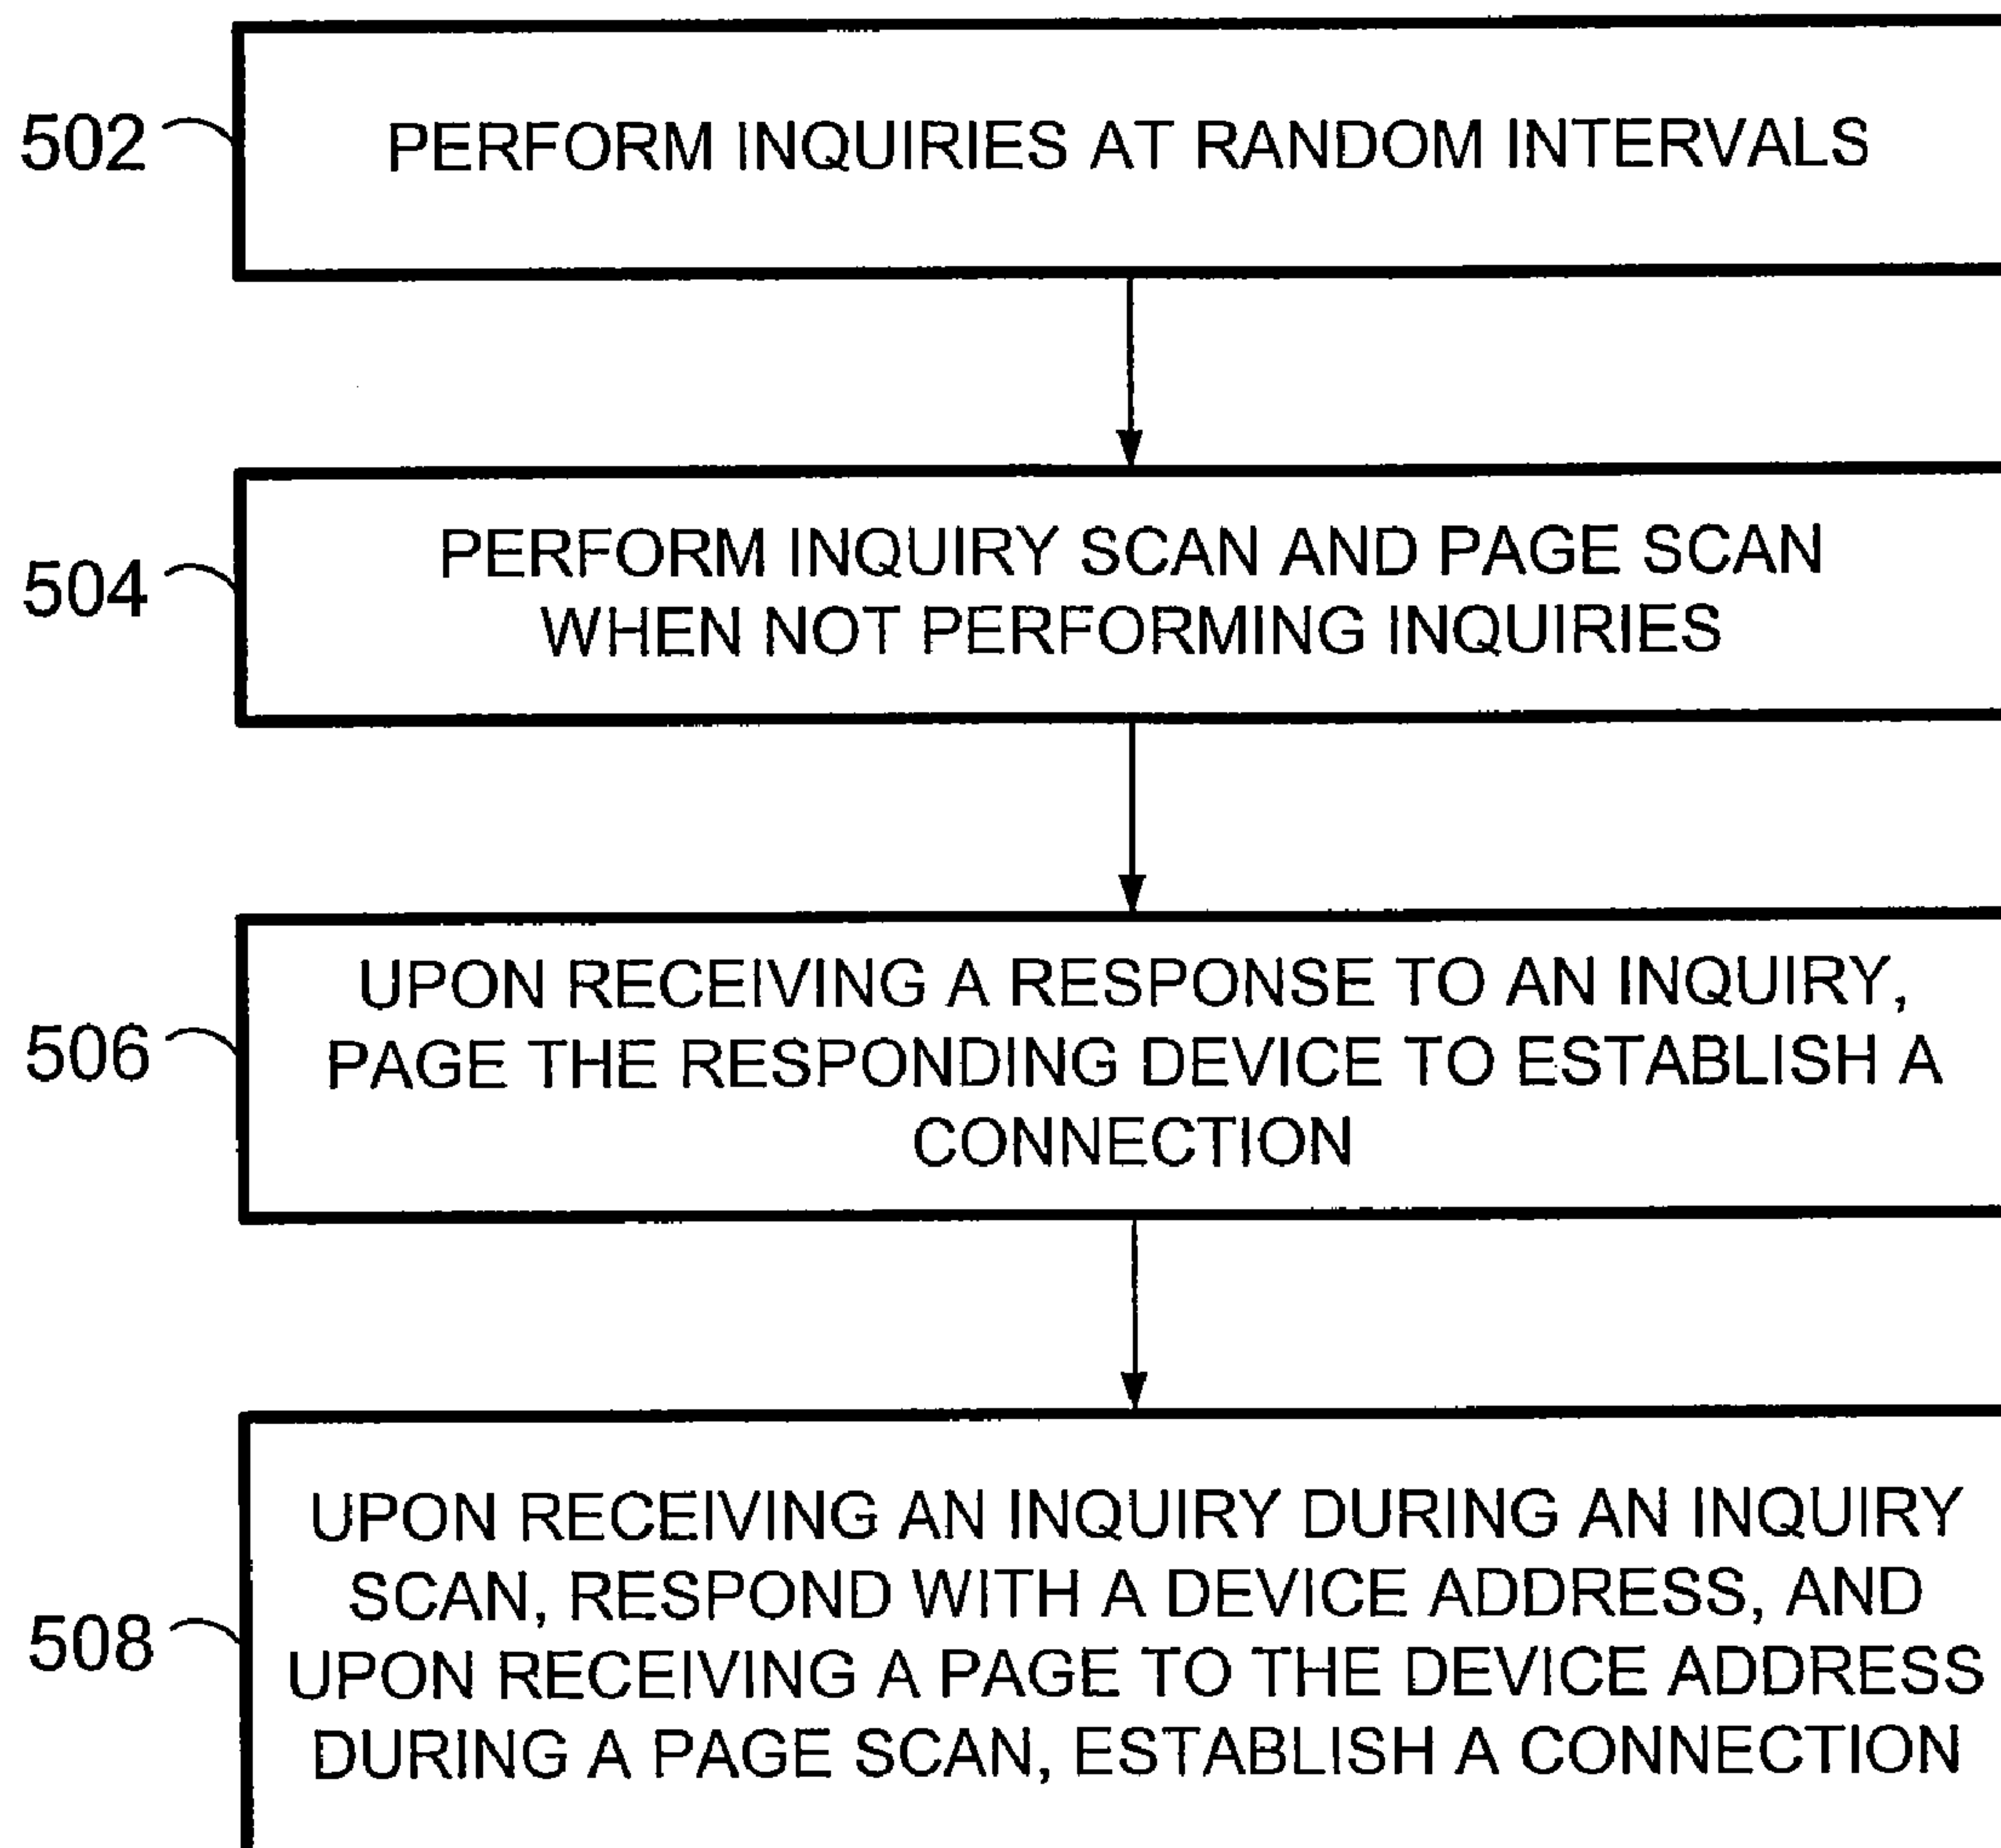 502
PERFORM INQUIRIES AT RANDOM INTERVALS
504
PERFORM INQUIRY SCAN AND PAGE SCAN
WHEN NOT PERFORMING INQUIRIES
506
UPON RECEIVING A RESPONSE TO AN INQUIRY,
PAGE THE RESPONDING DEVICE TO ESTABLISH A
CONNECTION
508
UPON RECEIVING AN INQUIRY DURING AN INQUIRY
SCAN, RESPOND WITH A DEVICE ADDRESS, AND
UPON RECEIVING A PAGE TO THE DEVICE ADDRESS
DURING A PAGE SCAN, ESTABLISH A CONNECTION